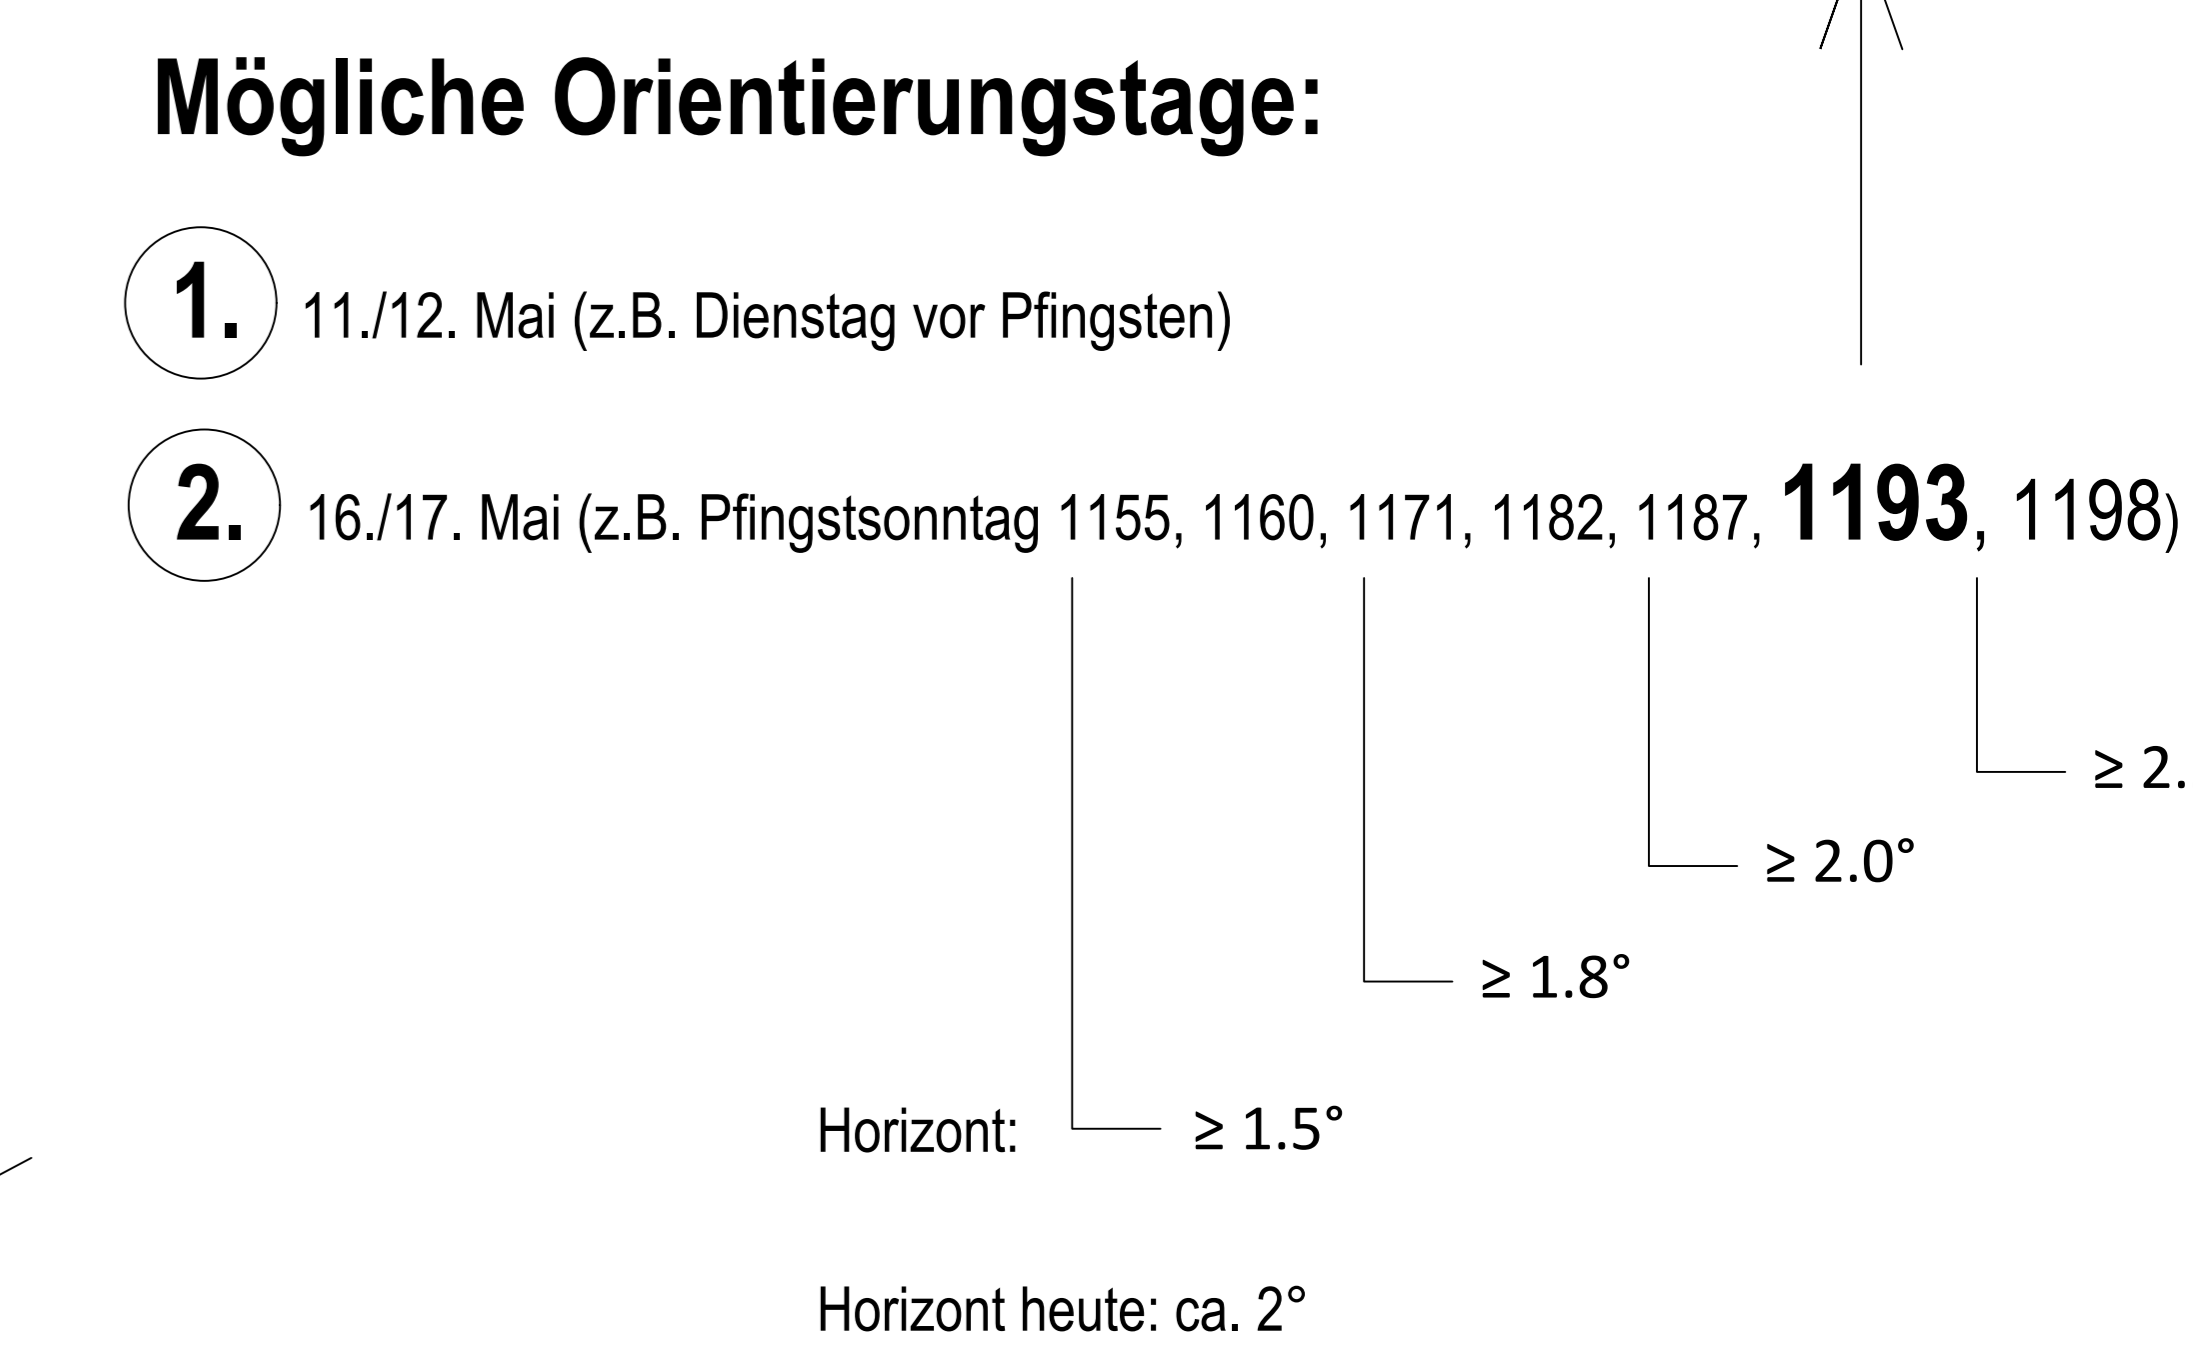 Mögliche Orientierungstage:
1. 11./12. Mai (z.B. Dienstag vor Pfingsten)
2. 16./17. Mai (z.B. Pfingstsonntag 1155, 1160, 1171, 1182, 1187, 1193, 1198)
≥ 2.
≥ 2.0°
≥ 1.8°
Horizont: ≥ 1.5°
Horizont heute: ca. 2°